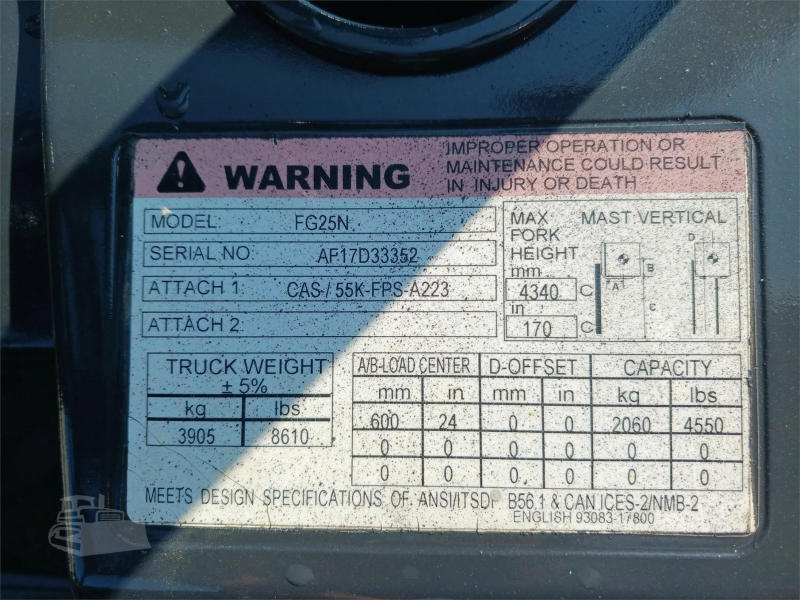 WARNING
IMPROPER OPERATION OR
MAINTENANCE COULD RESULT
IN INJURY OR DEATH
MODEL FG25N
SERIAL NO AF17D33352
ATTACH 1 CAS / 55K-FPS-A223
ATTACH 2
MAX MAST VERTICAL
FORK
HEIGHT
mm
4340 C
in
170 C
D
B
A
C
TRUCK WEIGHT
± 5%
kg lbs
3905 8610
A/B-LOAD CENTER D-OFFSET CAPACITY
mm in mm in kg lbs
600 24 0 0 2060 4550
0 0 0 0 0 0
0 0 0 0 0 0
MEETS DESIGN SPECIFICATIONS OF ANSI/ITSDF B56.1 & CAN ICES-2/NMB-2
ENGLISH 93083-17800